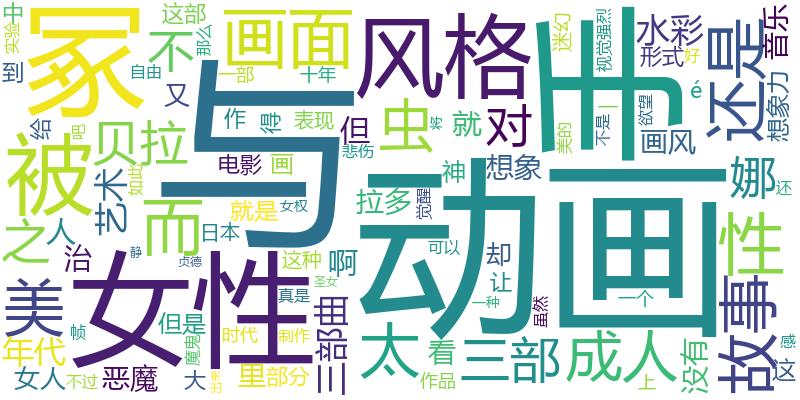 中
实验
这部
到
冢
不
那么
又
自由
给
吧
被
贝拉
而
之
人
艺术
如此
治
美
静
年代
帧
但是
女人
不过
恶魔
魔鬼
大
女性
贞德
日本
就是
女权
这种
时代
制作
里
部分
真是
圣女
三部曲
啊
画面
一部
十年
作
得
表现
电影
画
悲伤
但
与
风格
虫
就
将
对
神
想象
拉多
觉醒
可以
却
让
一种
虽然
动画
太
看
三部
作品
手
迷幻
视觉强烈
水彩
形式
好
美的
不是
丨
欲望
é
画风
还是
音乐
想象力
娜
还
性
一个
成人
没有
上
故事
感
这